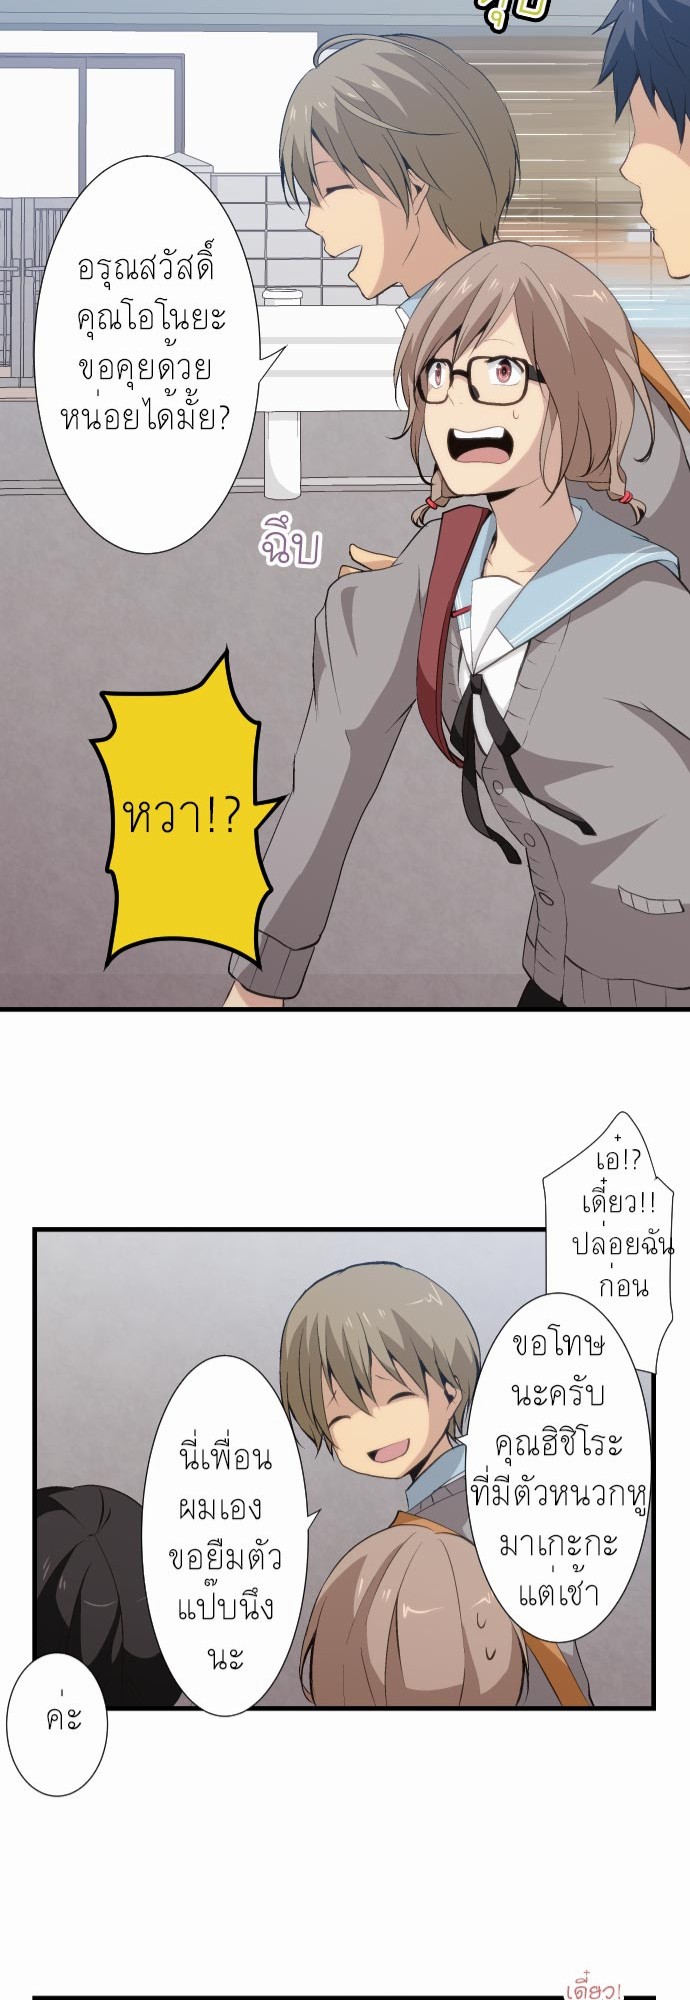 อรุณสวัสดิ์
คุณโอโนยะ
ขอคุยด้วย
หน่อยได้มั้ย?
ฉึบ
หวา!?
เอ๋!?
เดี๋ยว!!
ปล่อยฉัน
ก่อน
ขอโทษ
นะครับ
คุณฮิชิโระ
ที่มีตัวหนวกหู
มาเกะกะ
แต่เช้า
นี่เพื่อน
ผมเอง
ขอยืมตัว
แป๊บนึง
นะ
ค่ะ
เดี๋ยว!